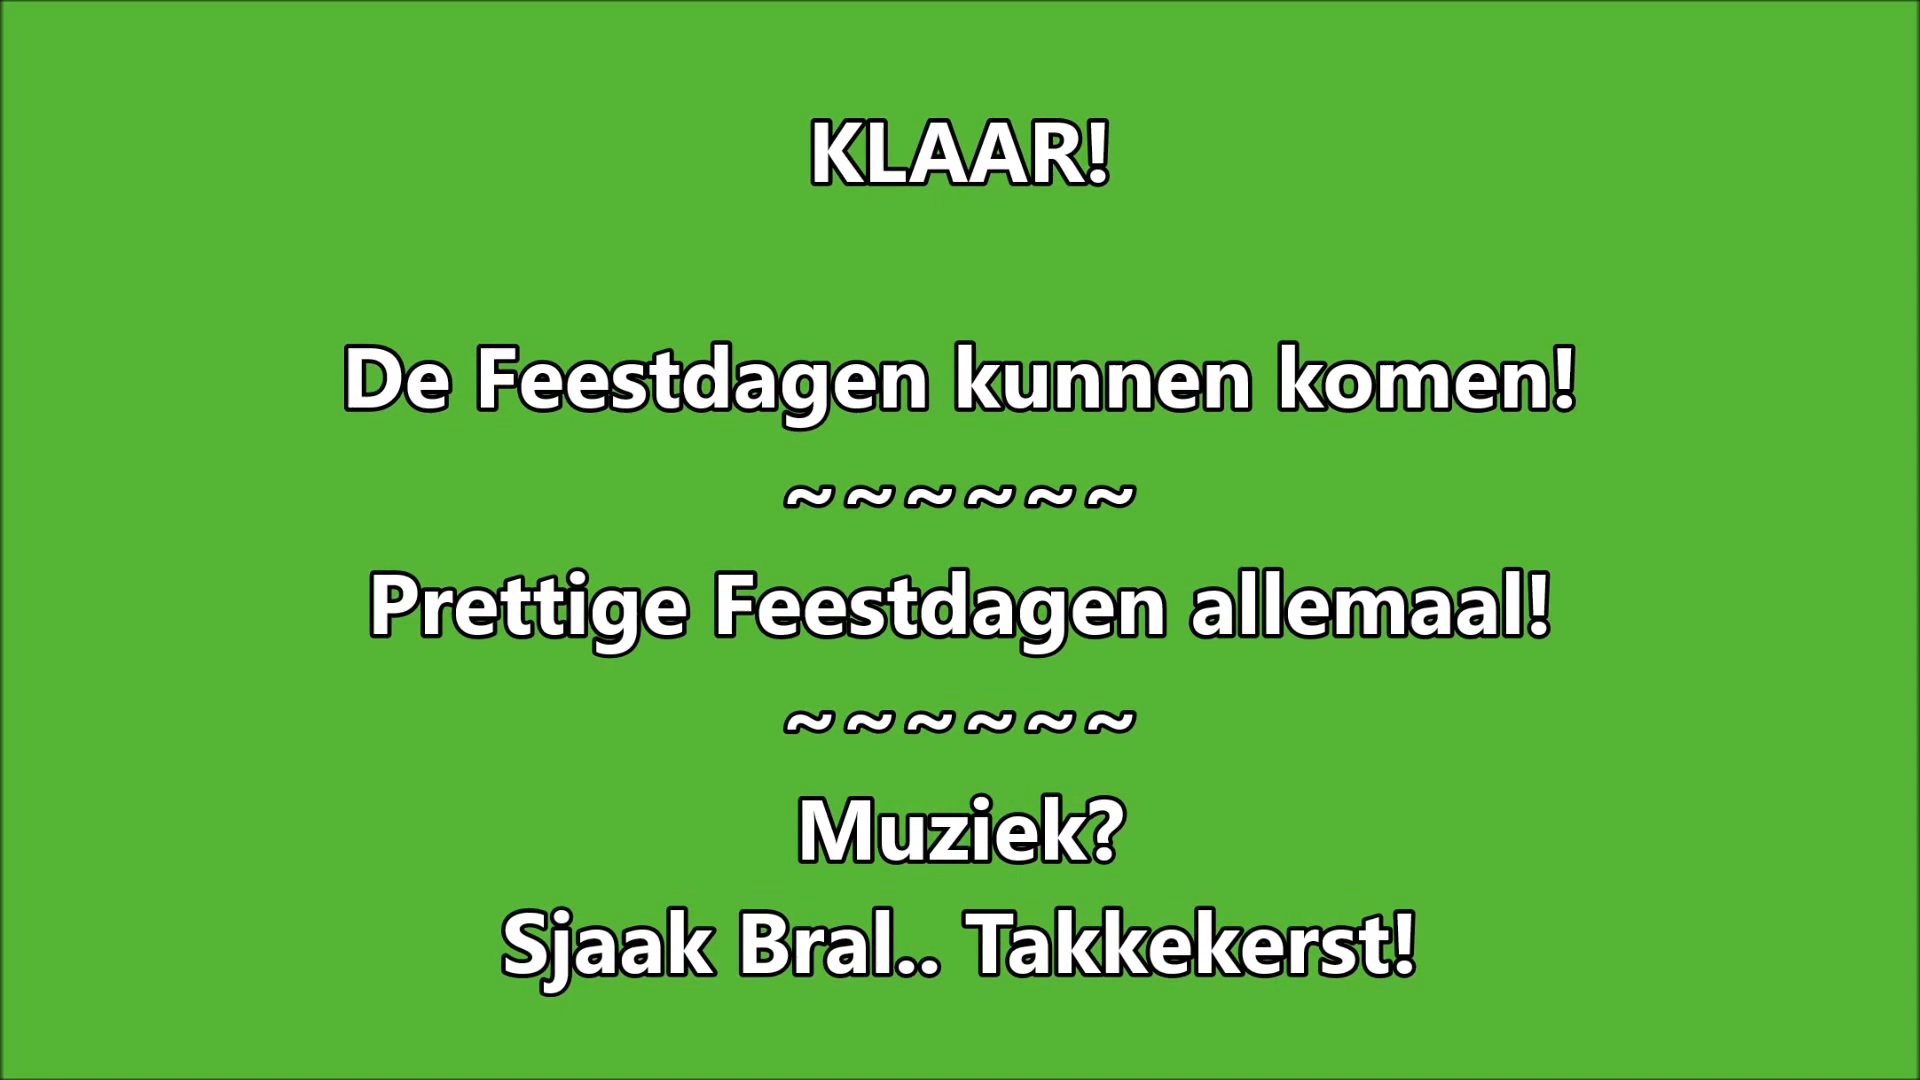 KLAAR!
De Feestdagen kunnen komen!
~~~~~~
Prettige Feestdagen allemaal!
~~~~~~
Muziek?
Sjaak Bral.. Takkekerst!